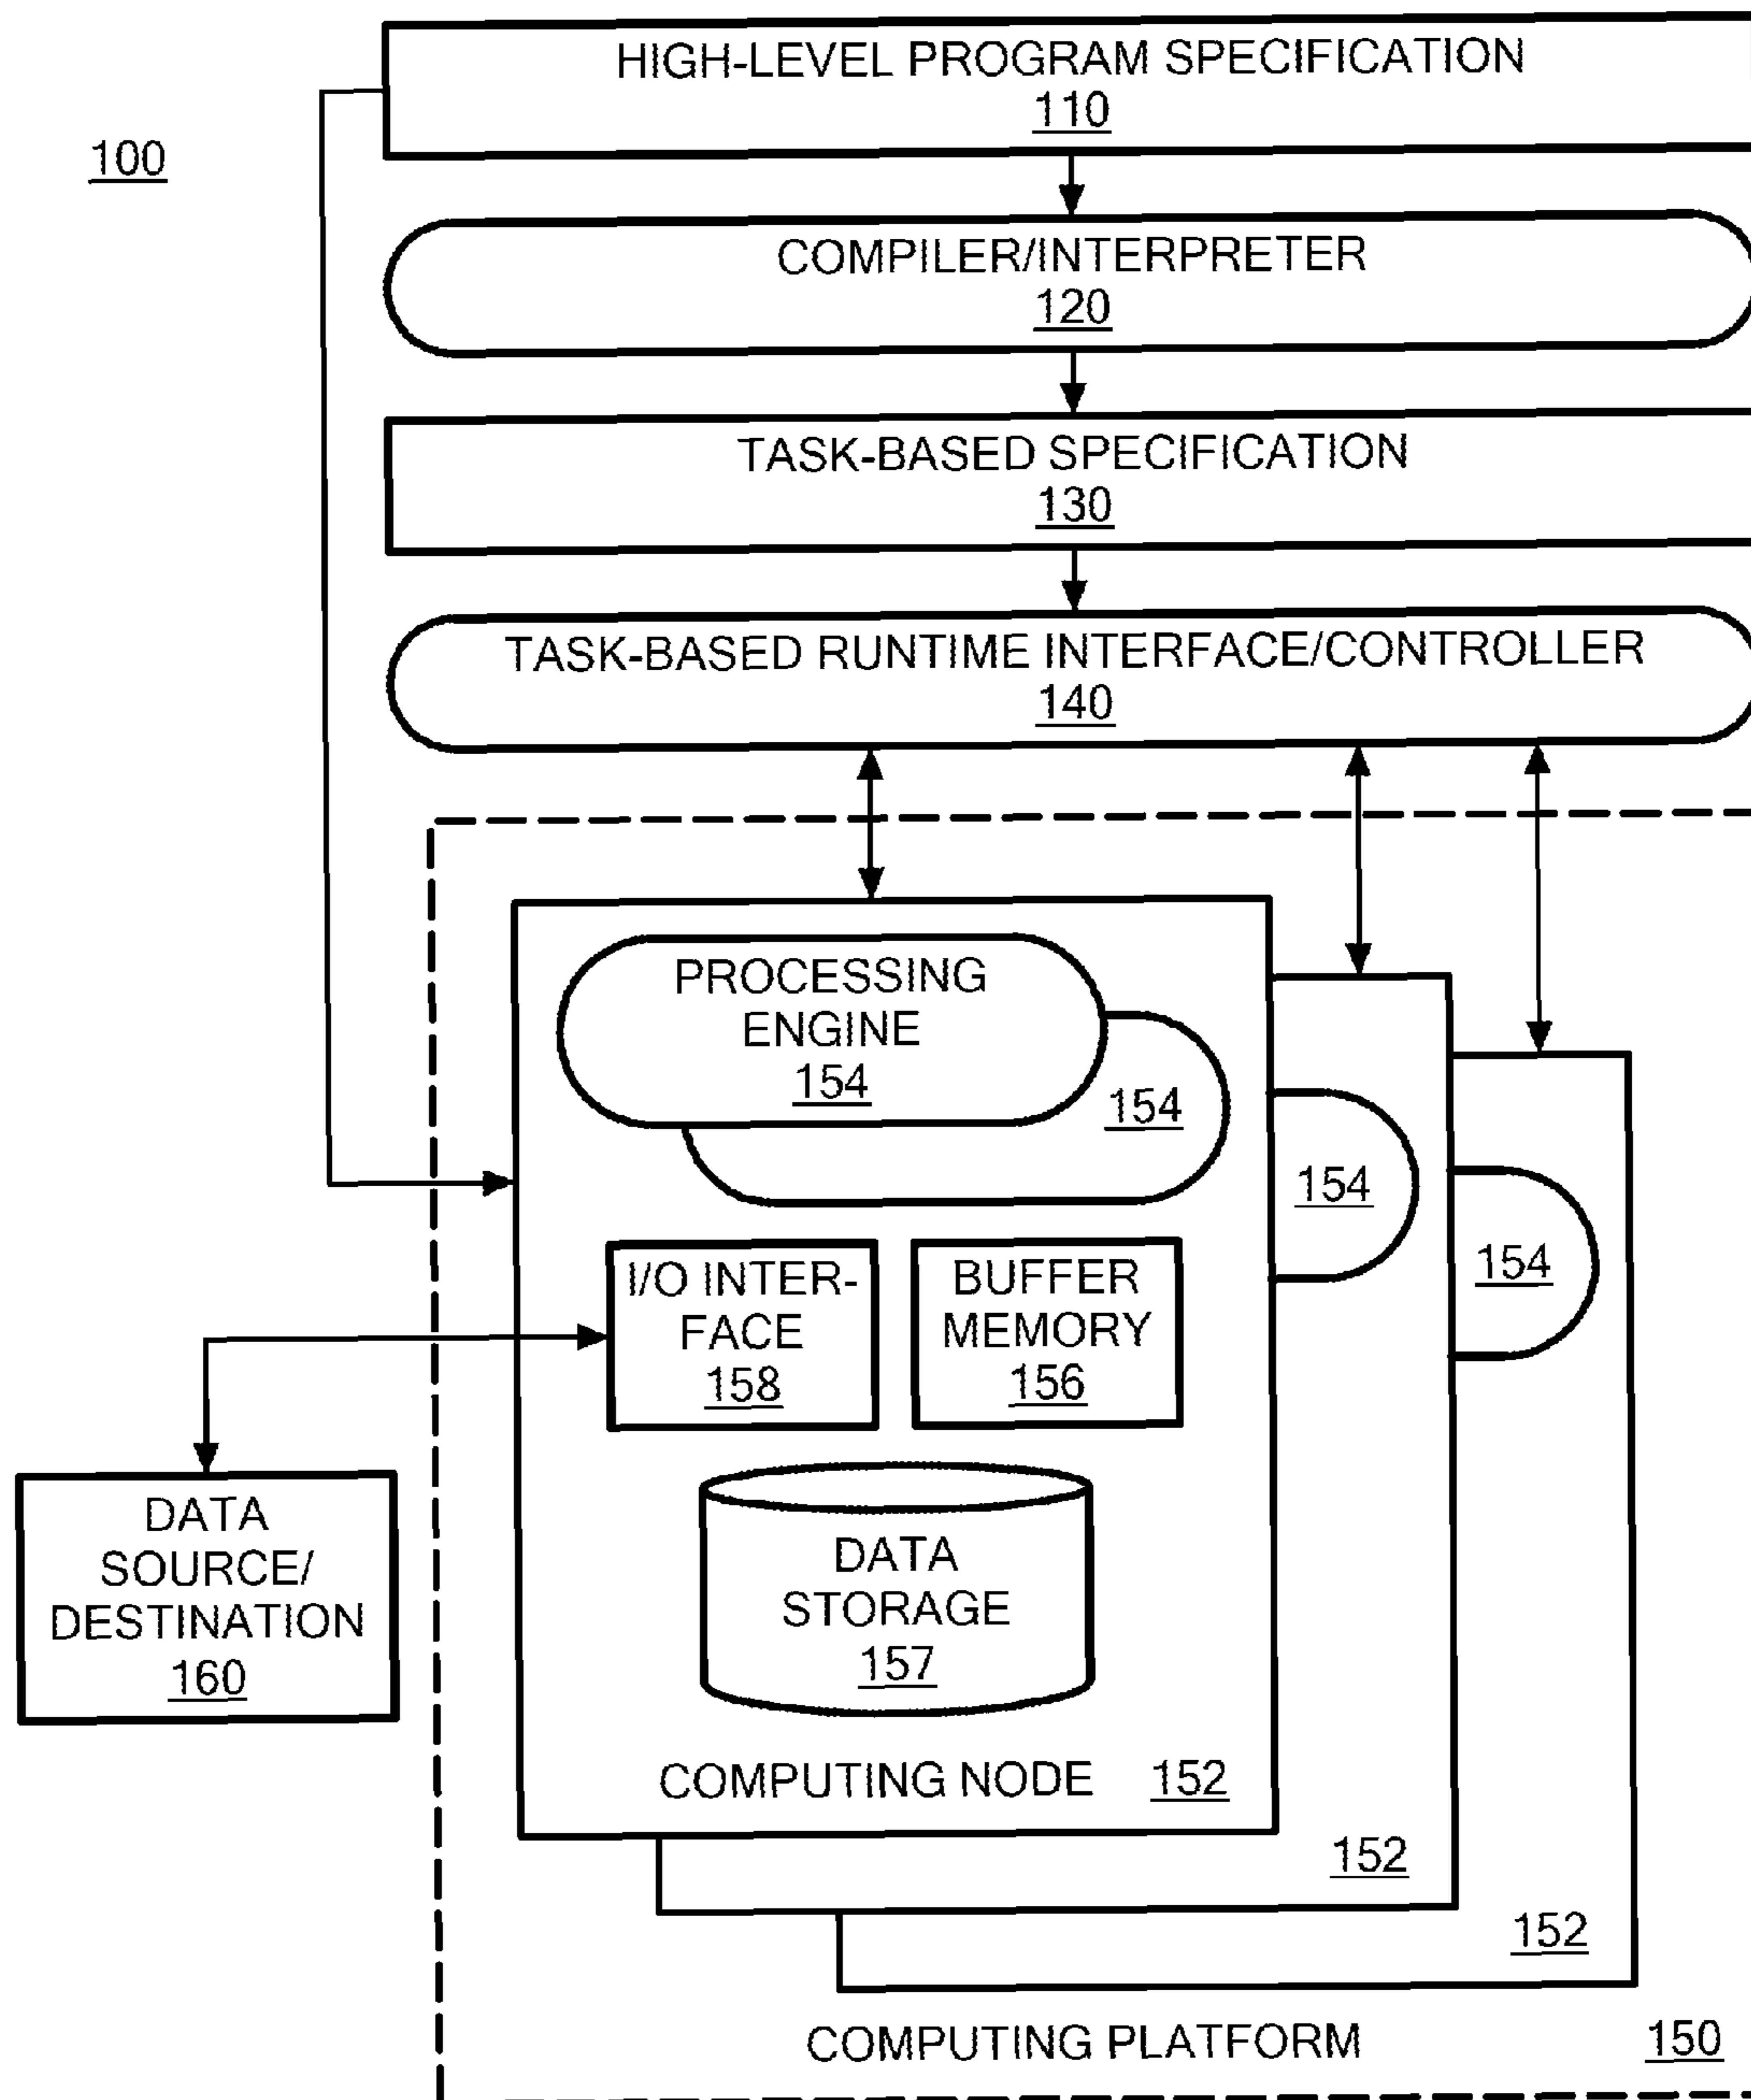 HIGH-LEVEL PROGRAM SPECIFICATION
110
100
COMPILER/INTERPRETER
120
TASK-BASED SPECIFICATION
130
TASK-BASED RUNTIME INTERFACE/CONTROLLER
140
PROCESSING
ENGINE
154
154
154
154
I/O INTER-
FACE
158
BUFFER
MEMORY
156
DATA
SOURCE/
DESTINATION
160
DATA
STORAGE
157
COMPUTING NODE 152
152
152
COMPUTING PLATFORM 150